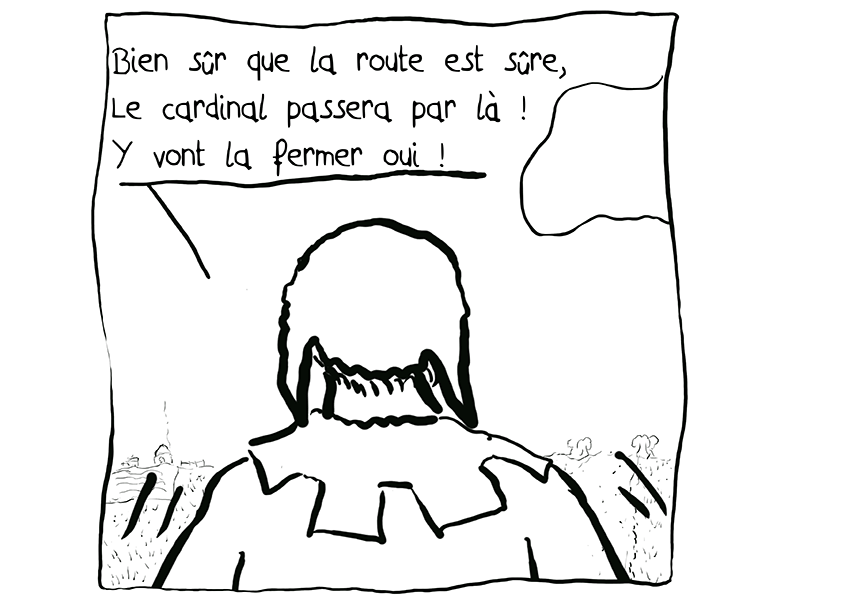 Bien sûr que la route est sûre,
Le cardinal passera par là !
Y vont la fermer oui !